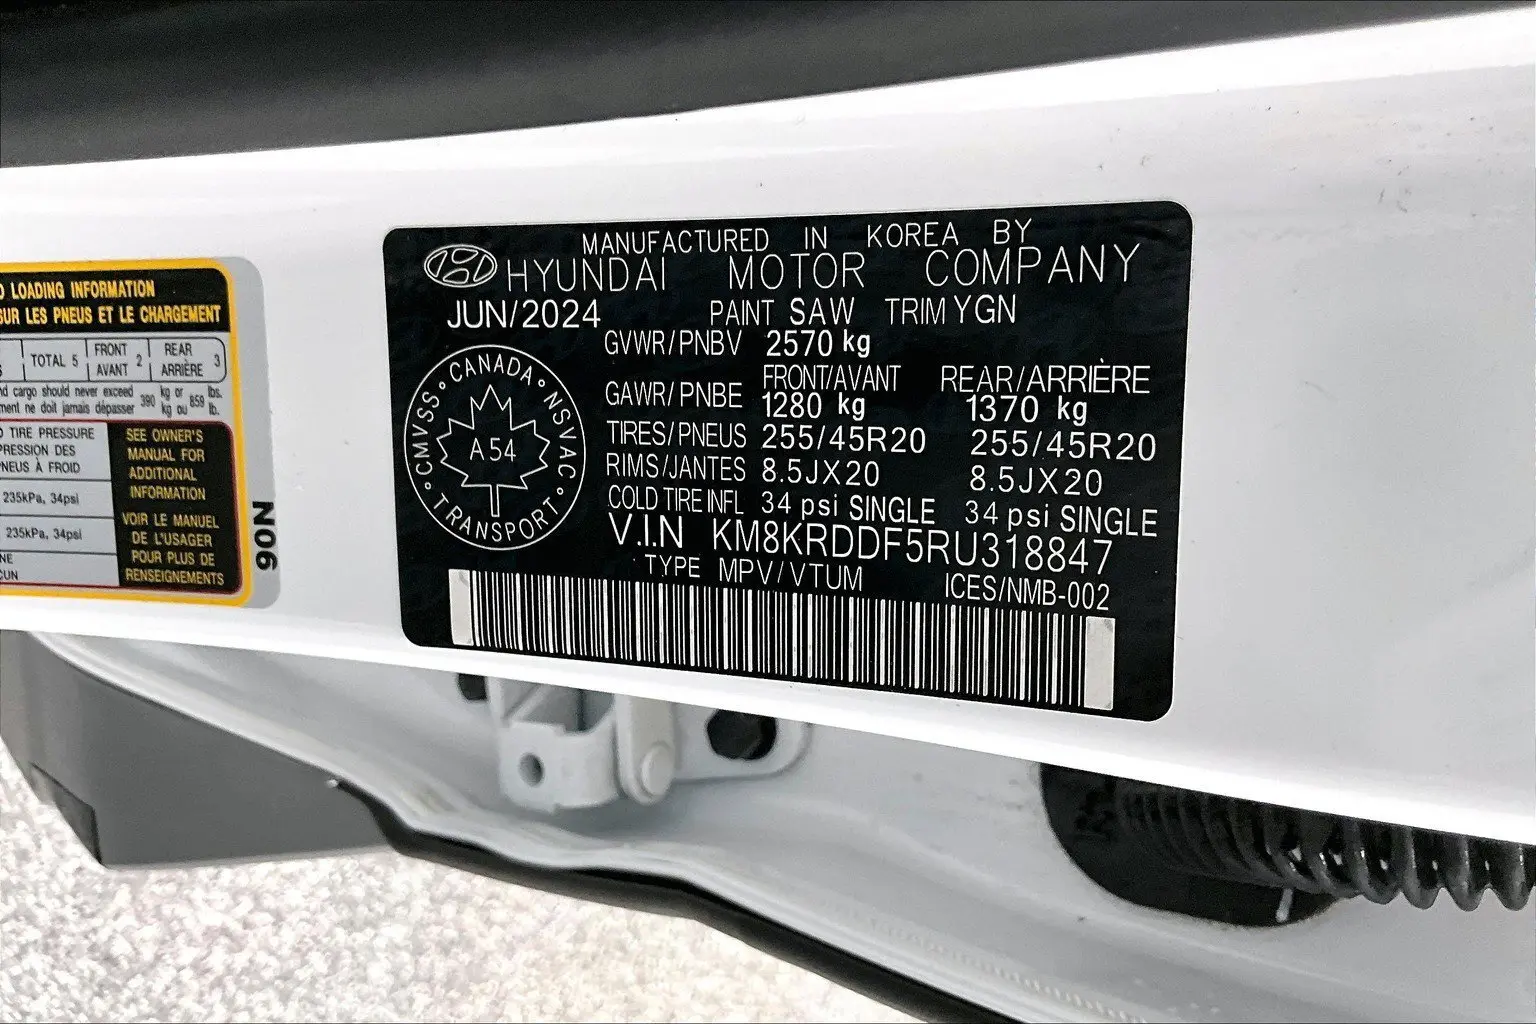 MANUFACTURED IN KOREA BY
HYUNDAI MOTOR COMPANY
JUN/2024 PAINT SAW TRIM YGN
GVWR/PNBV 2570 kg
FRONT/AVANT REAR/ARRIÈRE
GAWR/PNBE 1280 kg 1370 kg
TIRES/PNEUS 255/45R20 255/45R20
RIMS/JANTES 8.5JX20 8.5JX20
COLD TIRE INFL 34 psi SINGLE 34 psi SINGLE
V.I.N KM8KRDDF5RU318847
TYPE MPV/VTUM ICES/NMB-002
CANADA
NSVAC
TRANSPORT
CMVSS
A54
LOADING INFORMATION
SUR LES PNEUS ET LE CHARGEMENT
TOTAL 5 FRONT AVANT 2 REAR ARRIÈRE 3
cargo should never exceed 390 kg or 859 lbs.
ne doit jamais dépasser kg ou lb.
TIRE PRESSURE
PRESSION DES
PNEUS À FROID
235kPa, 34psi
235kPa, 34psi
SEE OWNER'S
MANUAL FOR
ADDITIONAL
INFORMATION
VOIR LE MANUEL
DE L'USAGER
POUR PLUS DE
RENSEIGNEMENTS
N06